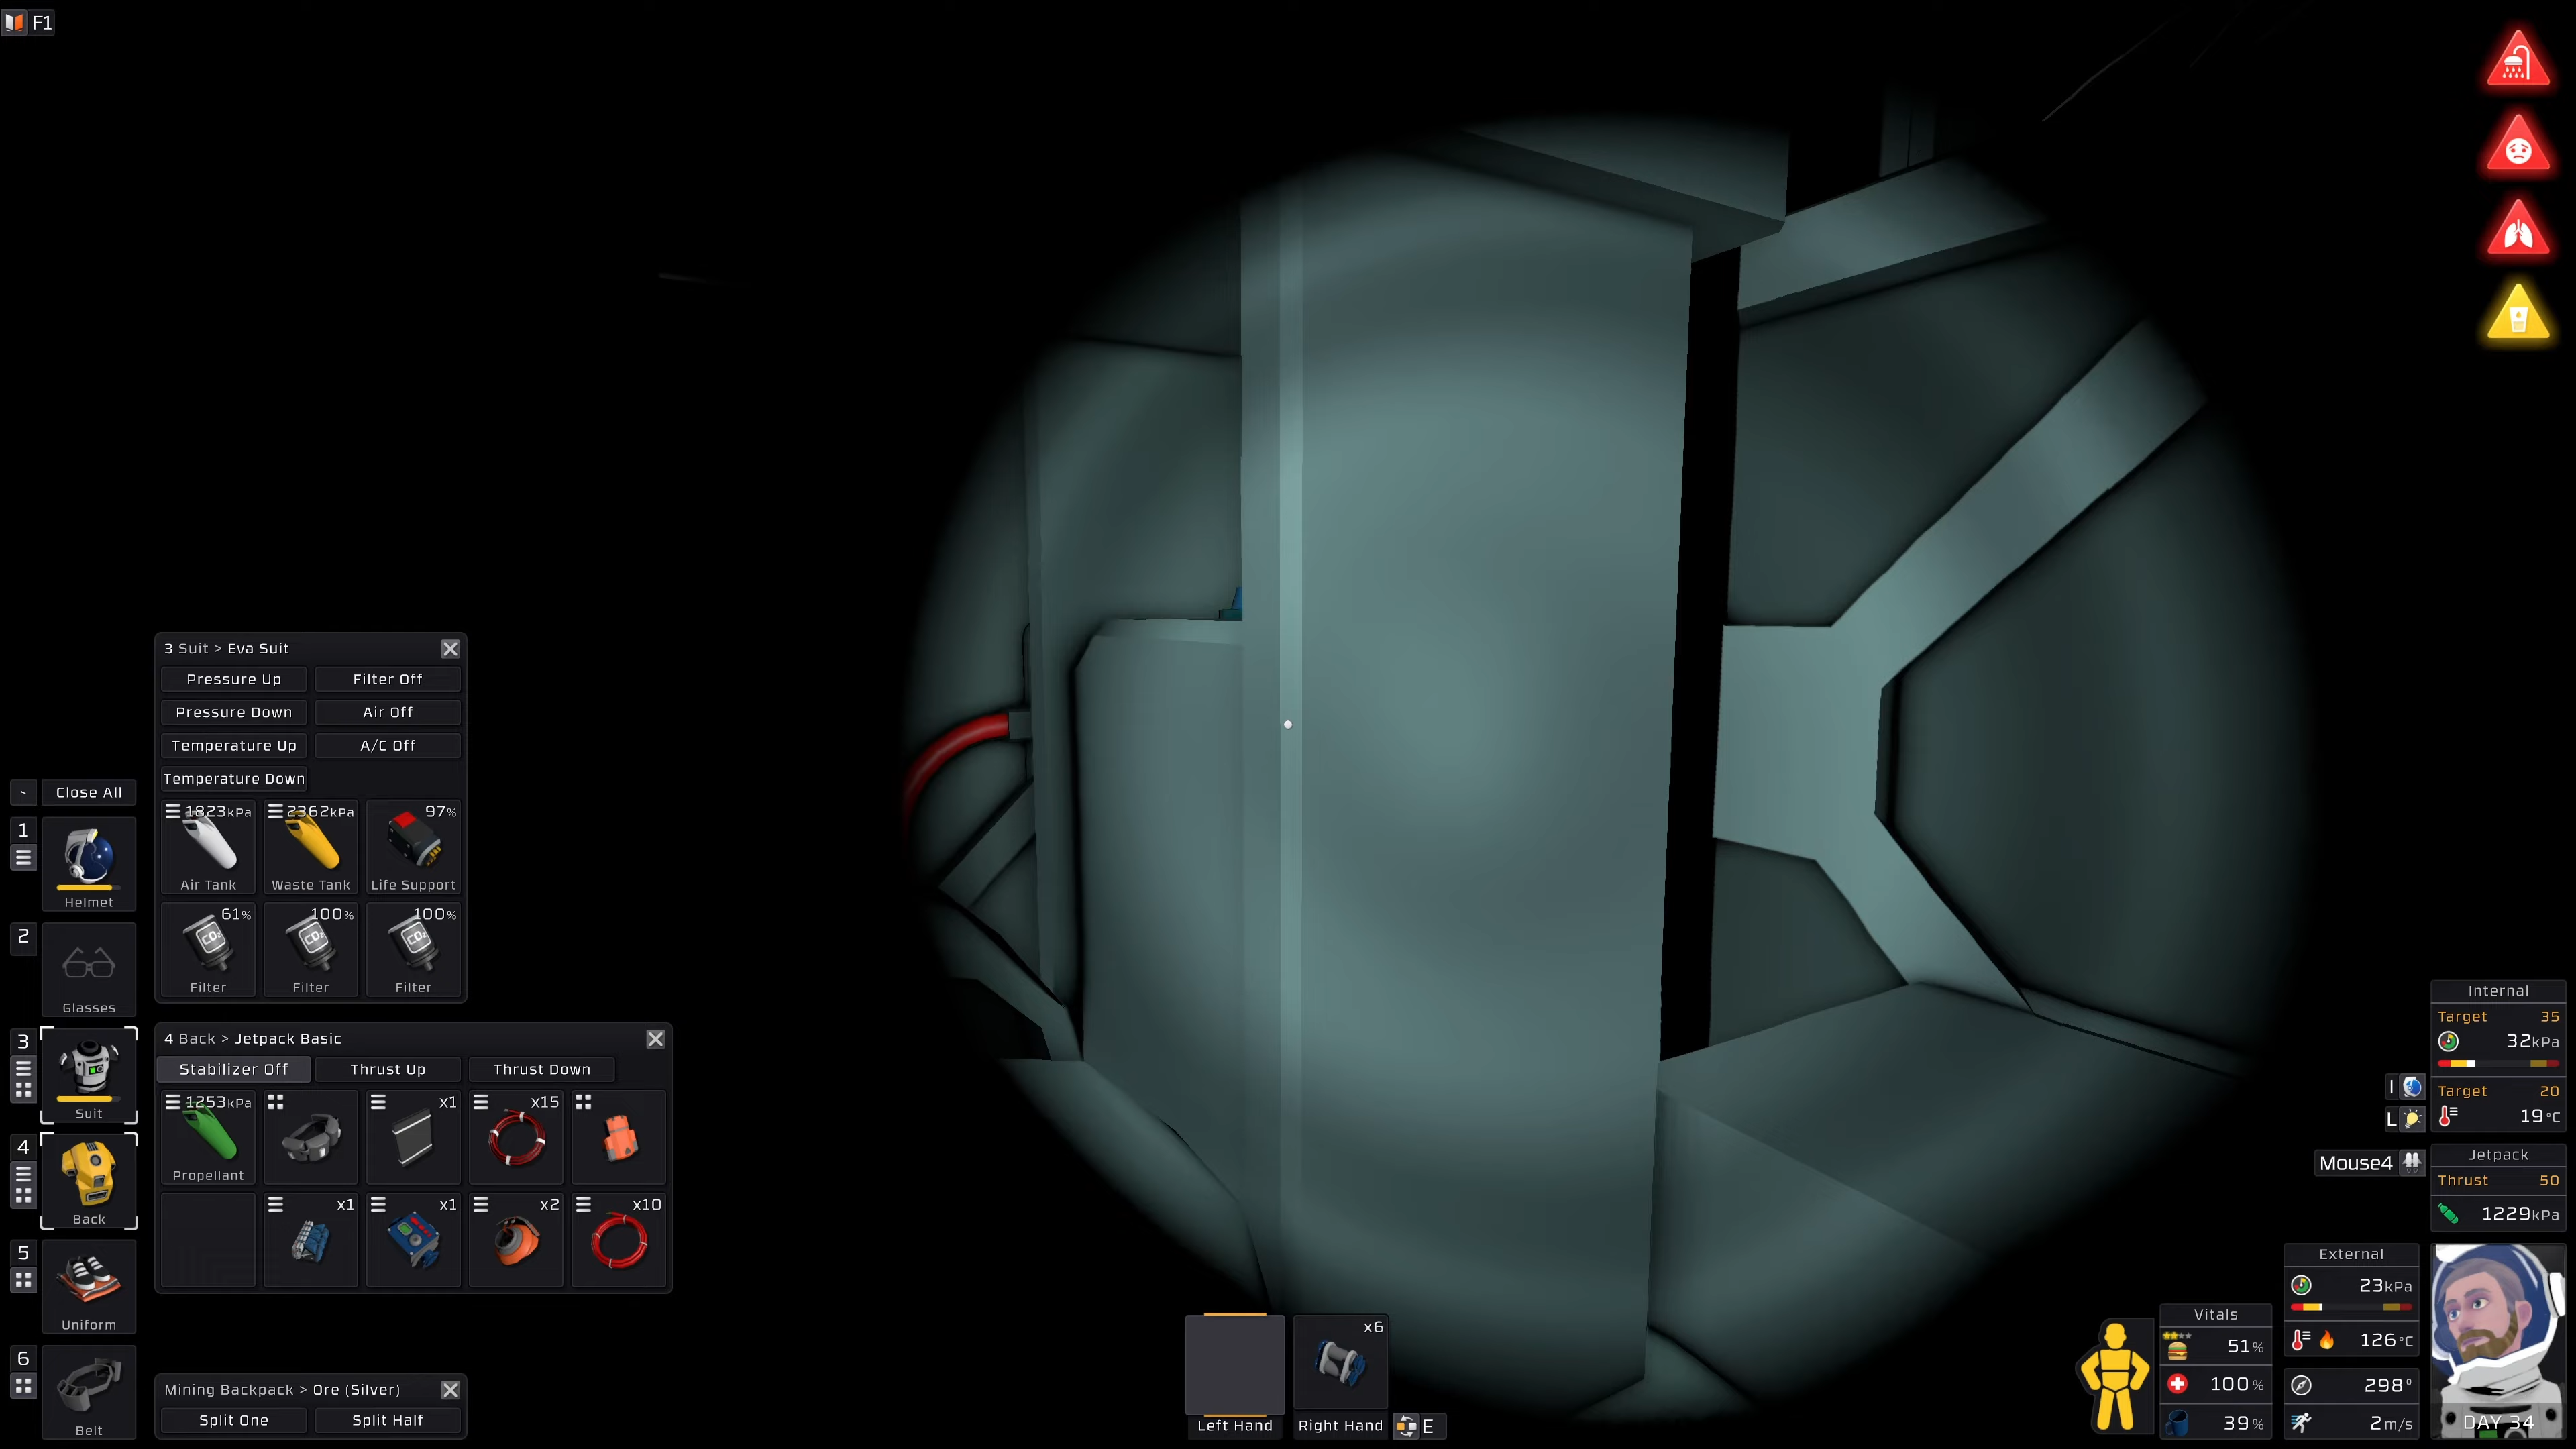 F1
3 Suit > Eva Suit
Pressure Up
Filter Off
Pressure Down
Air Off
Temperature Up
A/C Off
Temperature Down
1823kPa
2362kPa
97%
Air Tank
Waste Tank
Life Support
61%
100%
100%
CO₂
CO₂
CO₂
Filter
Filter
Filter
~
Close All
1
Helmet
2
Glasses
3
Suit
4
Back
5
Uniform
6
Belt
4 Back > Jetpack Basic
Stabilizer Off
Thrust Up
Thrust Down
1253kPa
x1
x15
Propellant
x1
x1
x2
x10
Mining Backpack > Ore (Silver)
Split One
Split Half
x6
Left Hand
Right Hand
E
Internal
Target 35
32kPa
Target 20
19°C
I
L
Mouse4
Jetpack
Thrust 50
1229kPa
External
23kPa
126°C
298°
2m/s
Vitals
51%
100%
39%
DAY 34